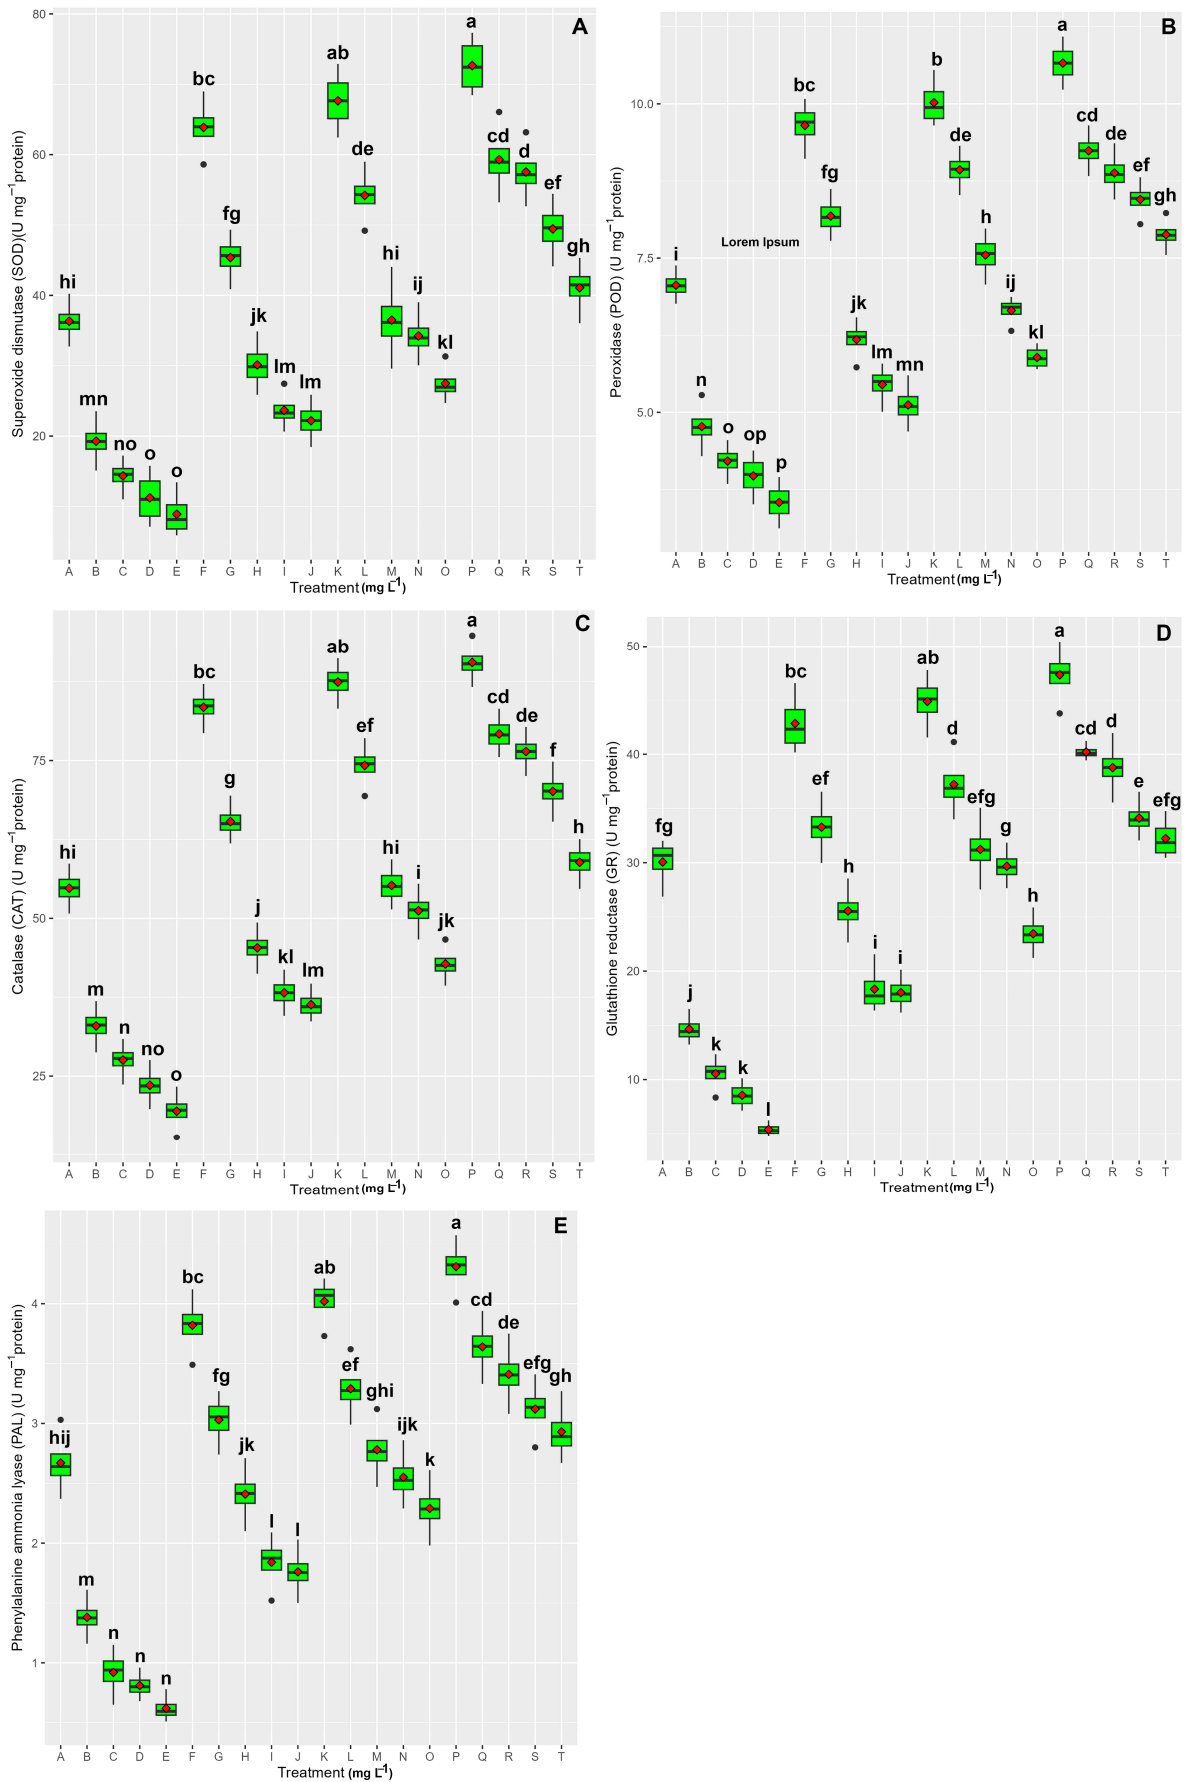 A
80
60
40
20
Superoxide dismutase (SOD)(U mg⁻¹protein)
hi mn no o o bc fg jk lm lm ab de hi ij kl a cd d ef gh
A B C D E F G H I J K L M N O P Q R S T
Treatment (mg L⁻¹)
B
10.0
7.5
5.0
Peroxidase (POD) (U mg⁻¹protein)
i n o op p bc fg jk lm mn b de h ij kl a cd de ef gh
Lorem Ipsum
A B C D E F G H I J K L M N O P Q R S T
Treatment (mg L⁻¹)
C
75
50
25
Catalase (CAT) (U mg⁻¹protein)
hi m n no o bc g j kl lm ab ef hi i jk a cd de f h
A B C D E F G H I J K L M N O P Q R S T
Treatment (mg L⁻¹)
D
50
40
30
20
10
Glutathione reductase (GR) (U mg⁻¹protein)
fg j k k l bc ef h i i ab d efg g h a cd d e efg
A B C D E F G H I J K L M N O P Q R S T
Treatment (mg L⁻¹)
E
4
3
2
1
Phenylalanine ammonia lyase (PAL) (U mg⁻¹protein)
hij m n n n bc fg jk l l ab ef ghi ijk k a cd de efg gh
A B C D E F G H I J K L M N O P Q R S T
Treatment (mg L⁻¹)